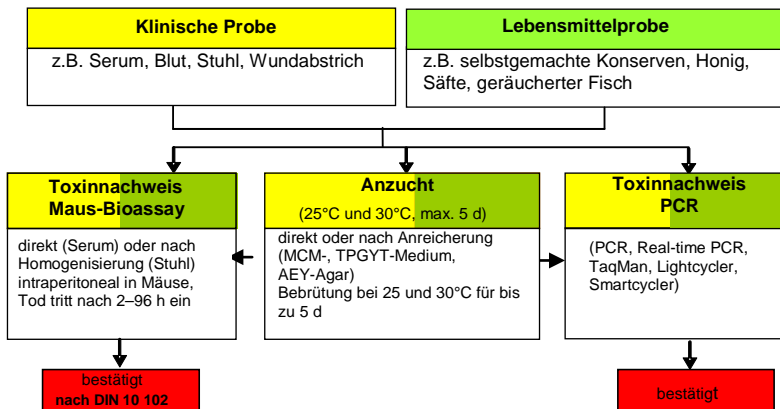 Klinische Probe
z.B. Serum, Blut, Stuhl, Wundabstrich
Lebensmittelprobe
z.B. selbstgemachte Konserven, Honig,
Säfte, geräucherter Fisch
Toxinnachweis
Maus-Bioassay
direkt (Serum) oder nach
Homogenisierung (Stuhl)
intraperitoneal in Mäuse,
Tod tritt nach 2–96 h ein
Anzucht
(25°C und 30°C, max. 5 d)
direkt oder nach Anreicherung
(MCM-, TPGYT-Medium,
AEY-Agar)
Bebrütung bei 25 und 30°C für bis
zu 5 d
Toxinnachweis
PCR
(PCR, Real-time PCR,
TaqMan, Lightcycler,
Smartcycler)
bestätigt
nach DIN 10 102
bestätigt